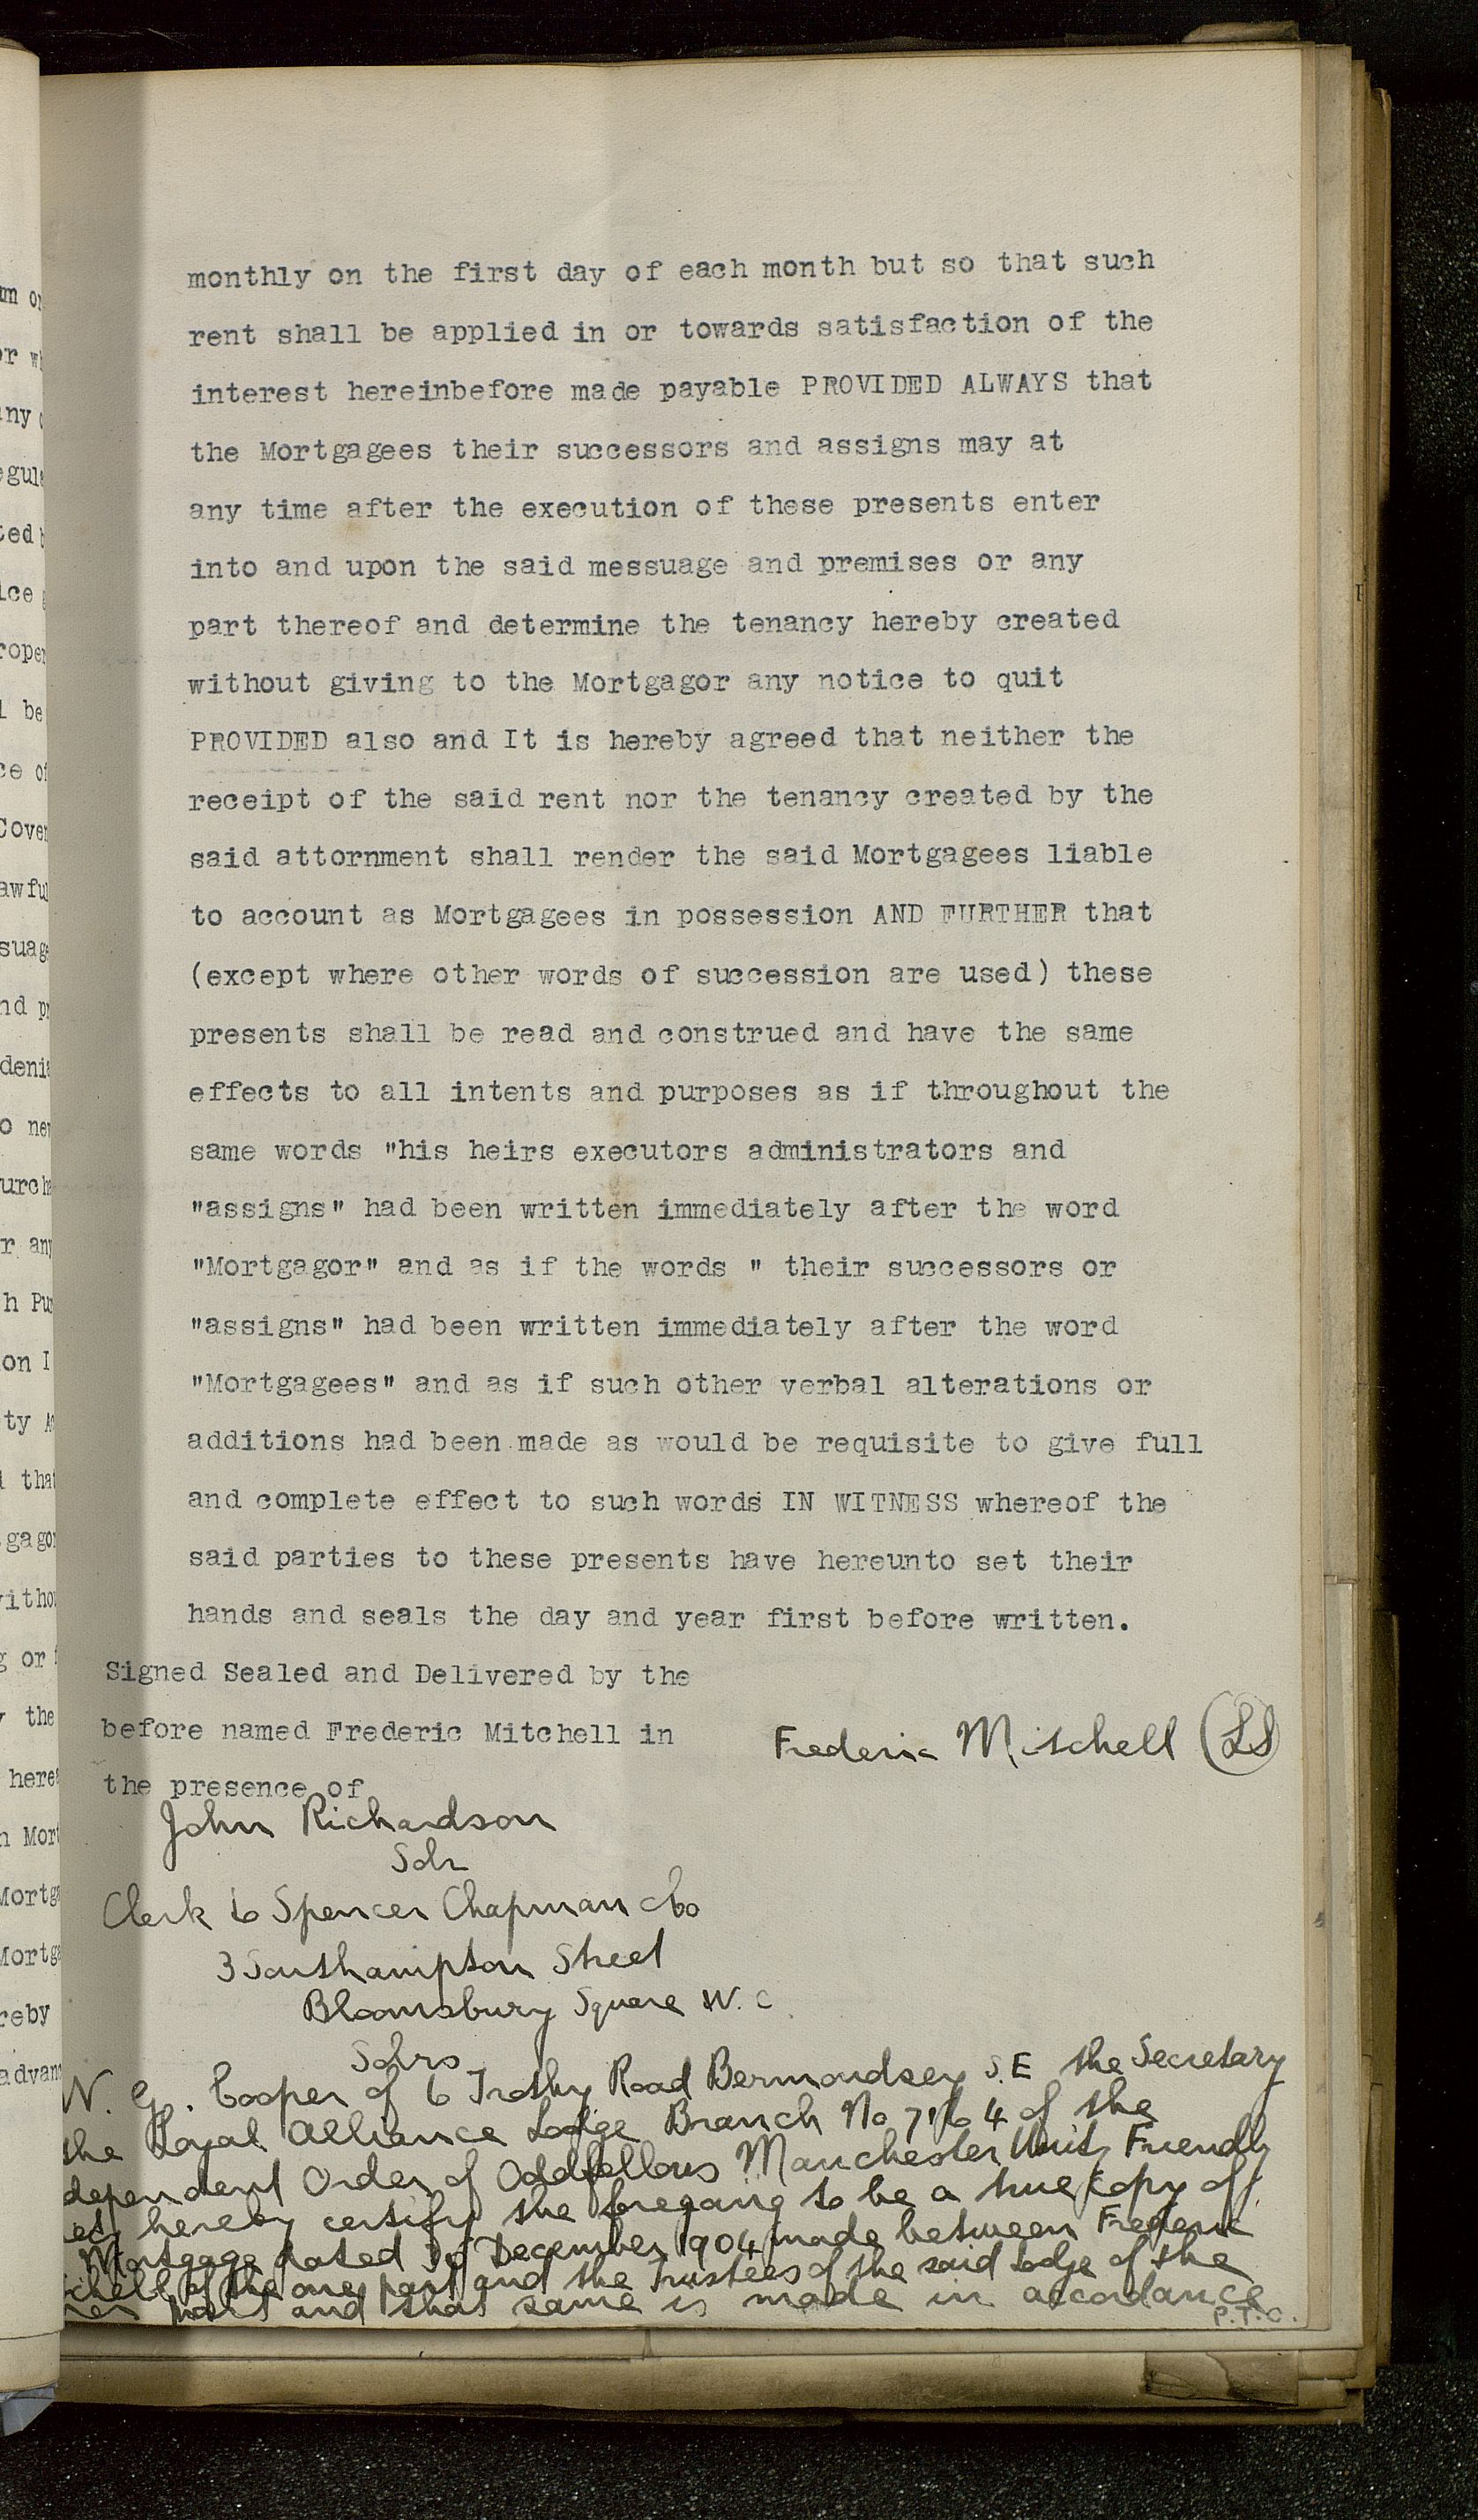 monthly on the first day of each month but so that such
rent shall be applied in or towards satisfaction of the
interest hereinbefore made payable PROVIDED ALWAYS that
the Mortgagees their successors and assigns may at
any time after the execution of these presents enter
into and upon the said messuage and premises or any
part thereof and determine the tenancy hereby created
without giving to the Mortgagor any notice to quit
PROVIDED also and It is hereby agreed that neither the
receipt of the said rent nor the tenancy created by the
said attornment shall render the said Mortgagees liable
to account as Mortgagees in possession AND FURTHER that
(except where other words of succession are used) these
presents shall be read and construed and have the same
effects to all intents and purposes as if throughout the
same words "his heirs executors administrators and
"assigns" had been written immediately after the word
"Mortgagor" and as if the words " their successors or
"assigns" had been written immediately after the word
"Mortgagees" and as if such other verbal alterations or
additions had been made as would be requisite to give full
and complete effect to such words IN WITNESS whereof the
said parties to these presents have hereunto set their
hands and seals the day and year first before written.
Signed Sealed and Delivered by the
before named Frederic Mitchell in
the presence of
Frederic Mitchell (LS)
John Richardson
Solr
Clerk to Spencer Chapman & Co
3 Southampton Street
Bloomsbury Square W.C.
Solrs
W. G. Cooper of 6 Road Bermondsey S.E the Secretary
the Loyal Alliance Lodge Branch No of the
dependent Order of Oddfellows Manchester Unity Friendly
hereby certify the foregoing to be a true copy of
Mortgage dated December 1904 made between Frederic
chell of the one part and the Trustees of the said Lodge of the
part and that same is made in accordance
P.T.O.